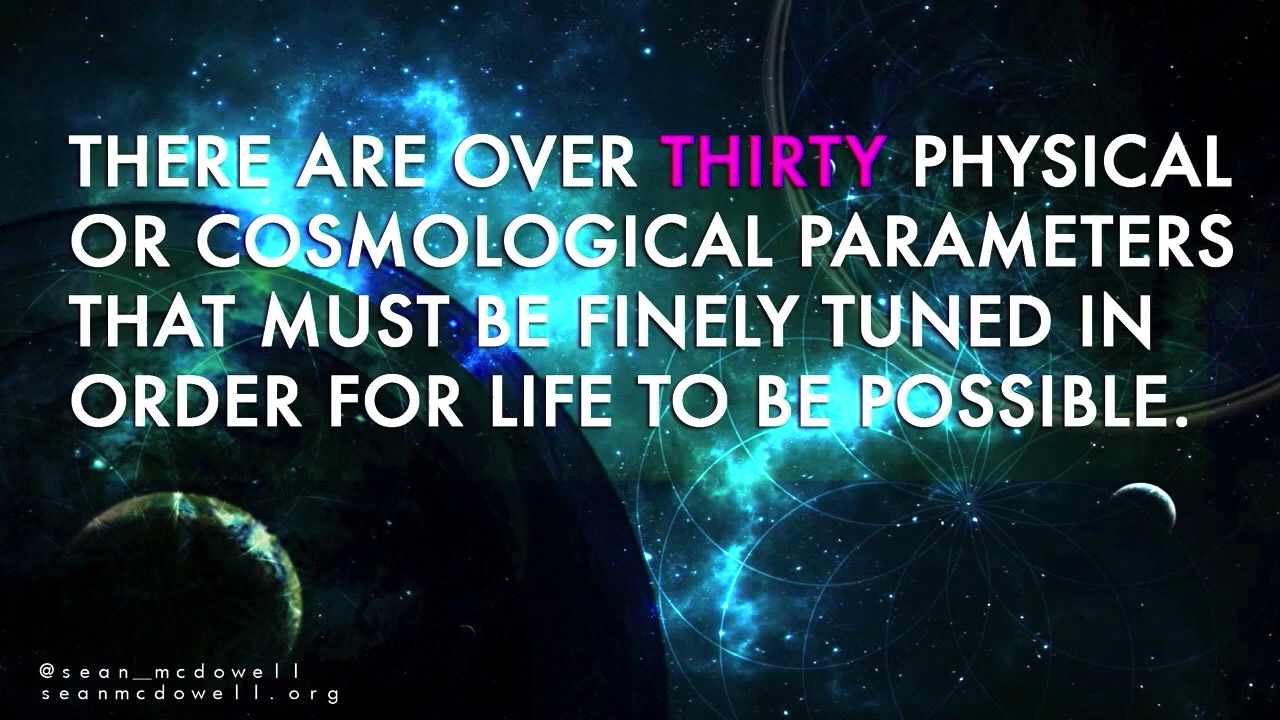 THERE ARE OVER THIRTY PHYSICAL
OR COSMOLOGICAL PARAMETERS
THAT MUST BE FINELY TUNED IN
ORDER FOR LIFE TO BE POSSIBLE.
@sean_mcdowell
seanmcdowell.org